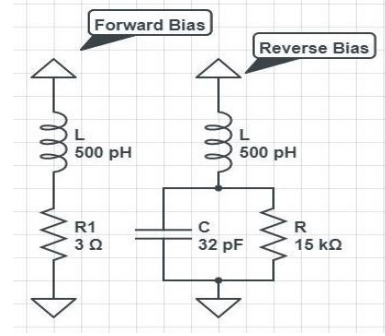 Forward Bias
Reverse Bias
L
500 pH
L
500 pH
R1
3 Ω
C
32 pF
R
15 kΩ